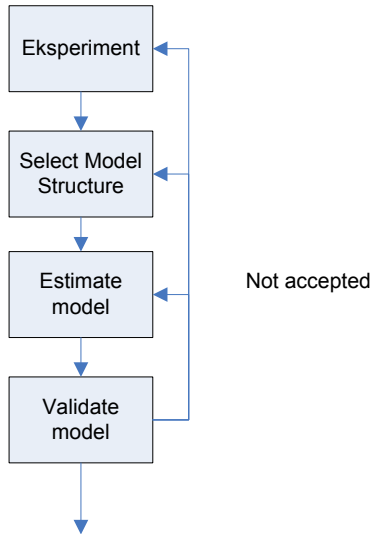 Eksperiment
Select Model
Structure
Estimate
model
Not accepted
Validate
model